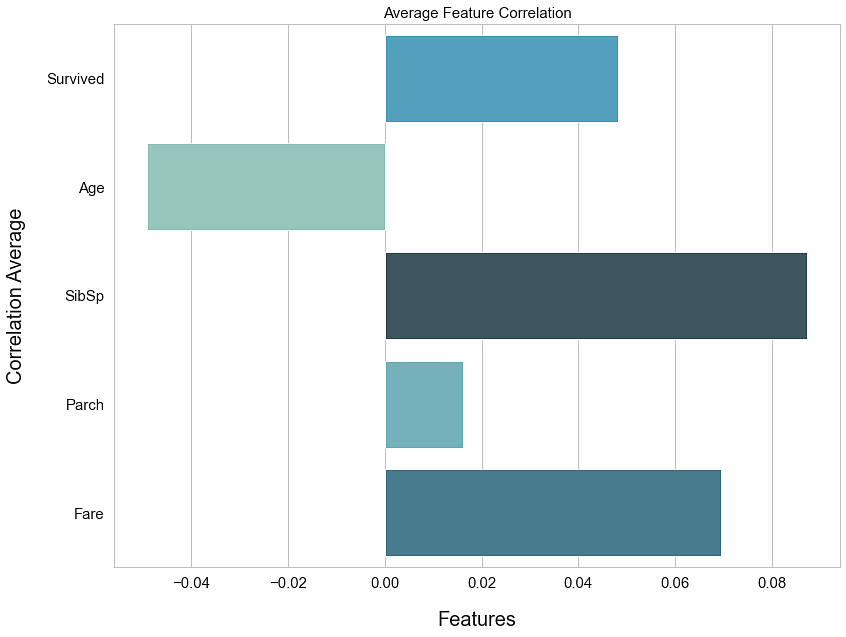 Average Feature Correlation
Correlation Average
Survived
Age
SibSp
Parch
Fare
−0.04 −0.02 0.00 0.02 0.04 0.06 0.08
Features